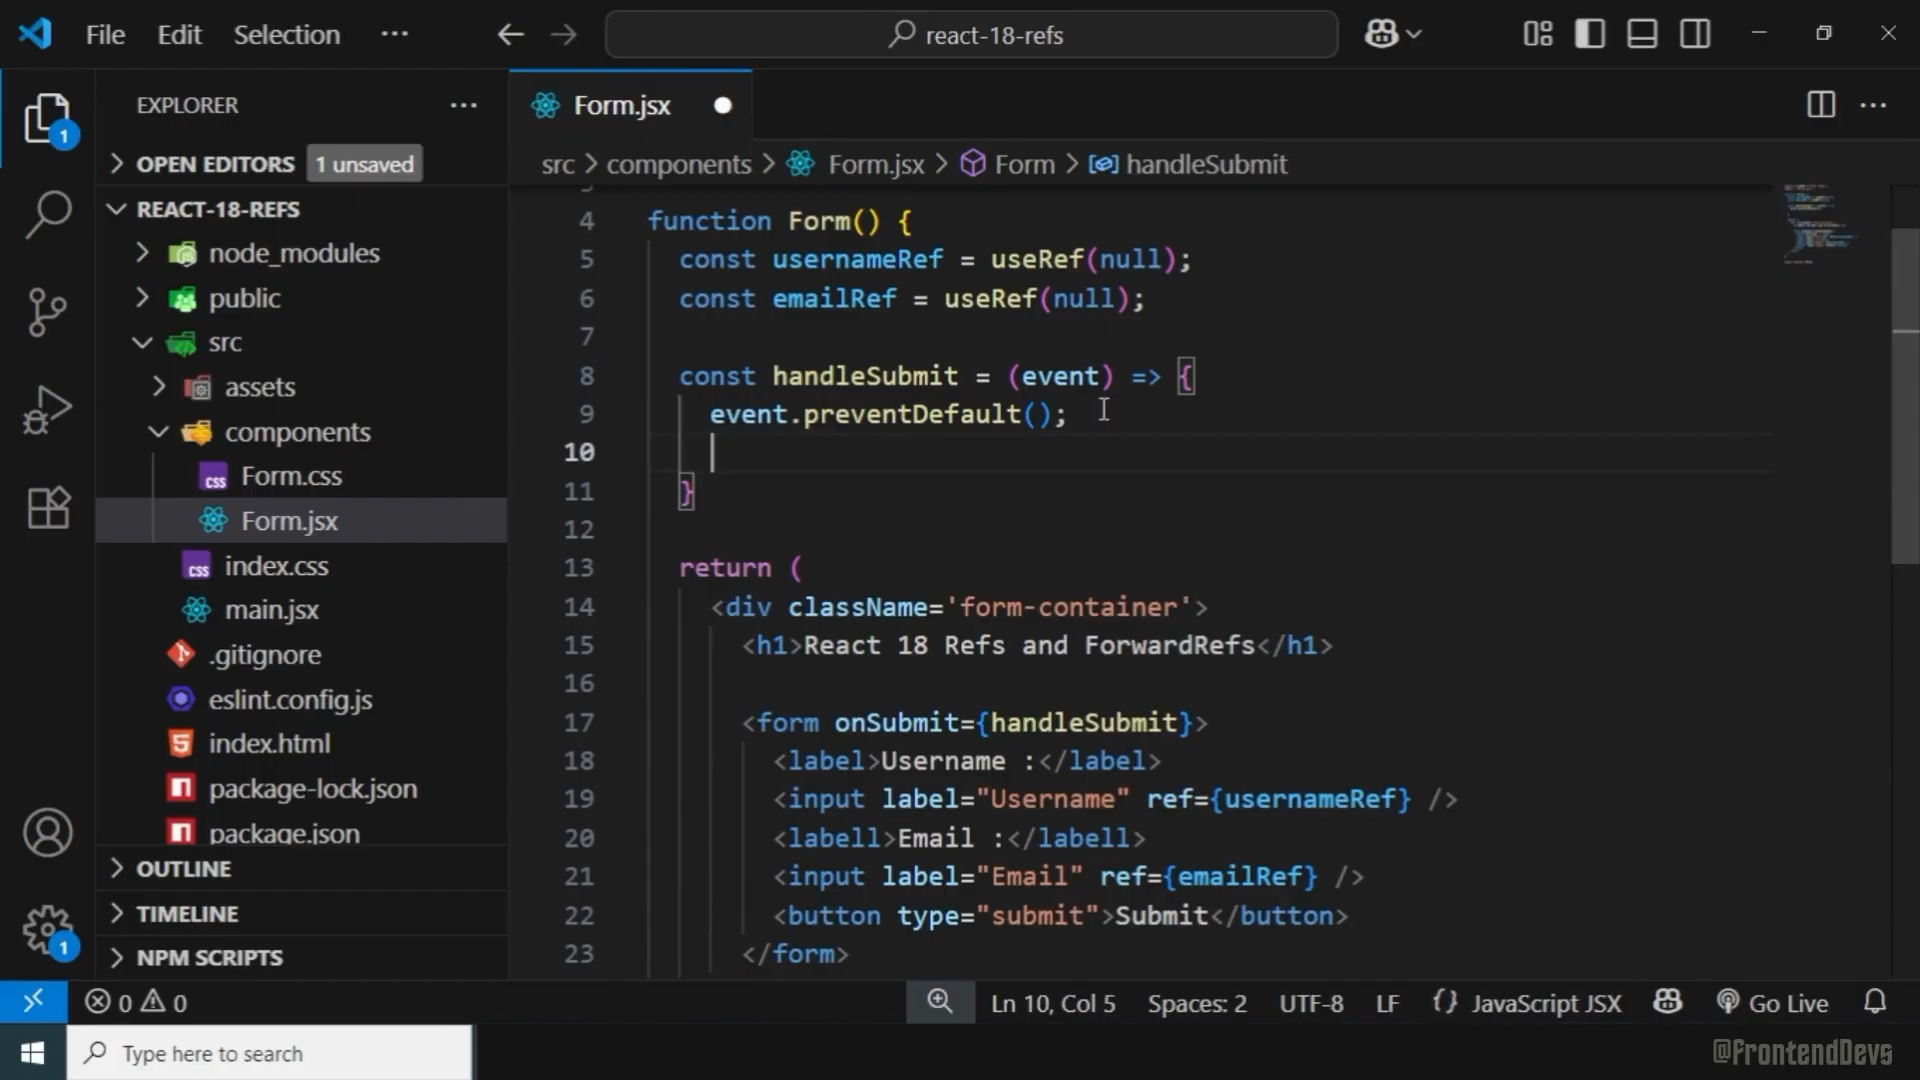 File Edit Selection ··· react-18-refs
EXPLORER ···
OPEN EDITORS 1 unsaved
REACT-18-REFS
node_modules
public
src
assets
components
css Form.css
Form.jsx
css index.css
main.jsx
.gitignore
eslint.config.js
5 index.html
package-lock.json
package.json
OUTLINE
TIMELINE
NPM SCRIPTS
1
1
Form.jsx
src > components > Form.jsx > Form > handleSubmit
4 function Form() {
5 const usernameRef = useRef(null);
6 const emailRef = useRef(null);
7
8 const handleSubmit = (event) => {
9 event.preventDefault();
10
11 }
12
13 return (
14 <div className='form-container'>
15 <h1>React 18 Refs and ForwardRefs</h1>
16
17 <form onSubmit={handleSubmit}>
18 <label>Username :</label>
19 <input label="Username" ref={usernameRef} />
20 <labell>Email :</labell>
21 <input label="Email" ref={emailRef} />
22 <button type="submit">Submit</button>
23 </form>
0 0 Ln 10, Col 5 Spaces: 2 UTF-8 LF {} JavaScript JSX Go Live
Type here to search
@FrontendDevs